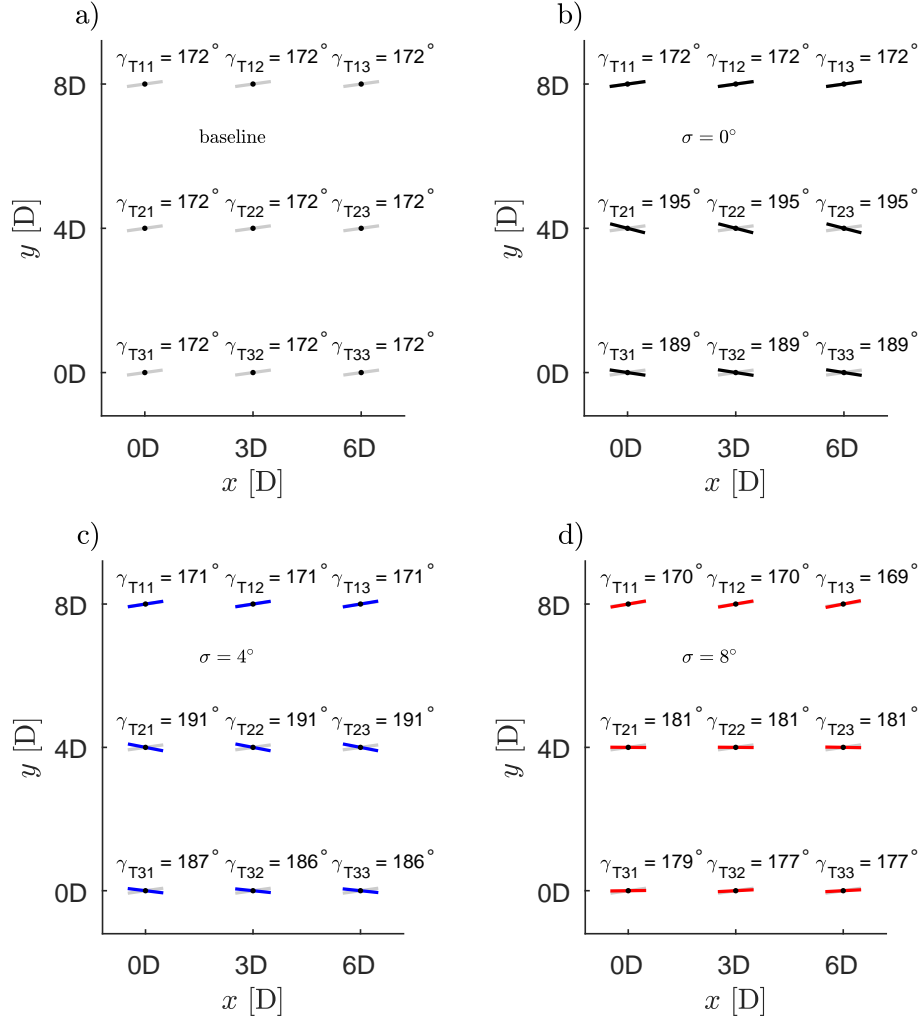 a)
γT11 = 172° γT12 = 172° γT13 = 172°
8D
baseline
γT21 = 172° γT22 = 172° γT23 = 172°
4D
y [D]
γT31 = 172° γT32 = 172° γT33 = 172°
0D
0D 3D 6D
x [D]
b)
γT11 = 172° γT12 = 172° γT13 = 172°
8D
σ = 0°
γT21 = 195° γT22 = 195° γT23 = 195°
4D
y [D]
γT31 = 189° γT32 = 189° γT33 = 189°
0D
0D 3D 6D
x [D]
c)
γT11 = 171° γT12 = 171° γT13 = 171°
8D
σ = 4°
γT21 = 191° γT22 = 191° γT23 = 191°
4D
y [D]
γT31 = 187° γT32 = 186° γT33 = 186°
0D
0D 3D 6D
x [D]
d)
γT11 = 170° γT12 = 170° γT13 = 169°
8D
σ = 8°
γT21 = 181° γT22 = 181° γT23 = 181°
4D
y [D]
γT31 = 179° γT32 = 177° γT33 = 177°
0D
0D 3D 6D
x [D]